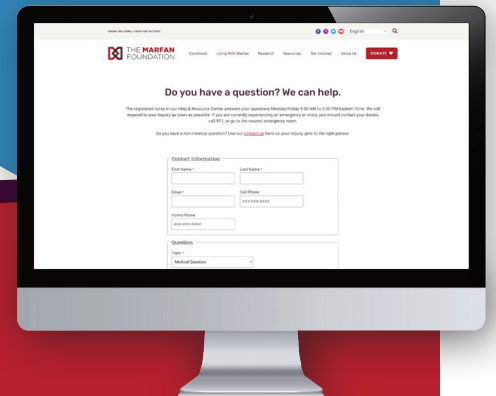 KNOW THE SIGNS. FIGHT FOR VICTORY.
English
THE MARFAN
FOUNDATION
Conditions Living With Marfan Research Resources Get Involved About Us DONATE
Do you have a question? We can help.
The registered nurse in our Help & Resource Center answers your questions Monday-Friday 9:00 AM to 5:00 PM Eastern Time. We will
respond to your inquiry as soon as possible. If you are currently experiencing an emergency or crisis, you should contact your doctor,
call 911, or go to the nearest emergency room.
Do you have a non-medical question? Use our contact us form so your inquiry gets to the right person.
Contact Information
First Name * Last Name *
Email * Cell Phone
###-###-####
Home Phone
###-###-####
Question
Topic *
Medical Question